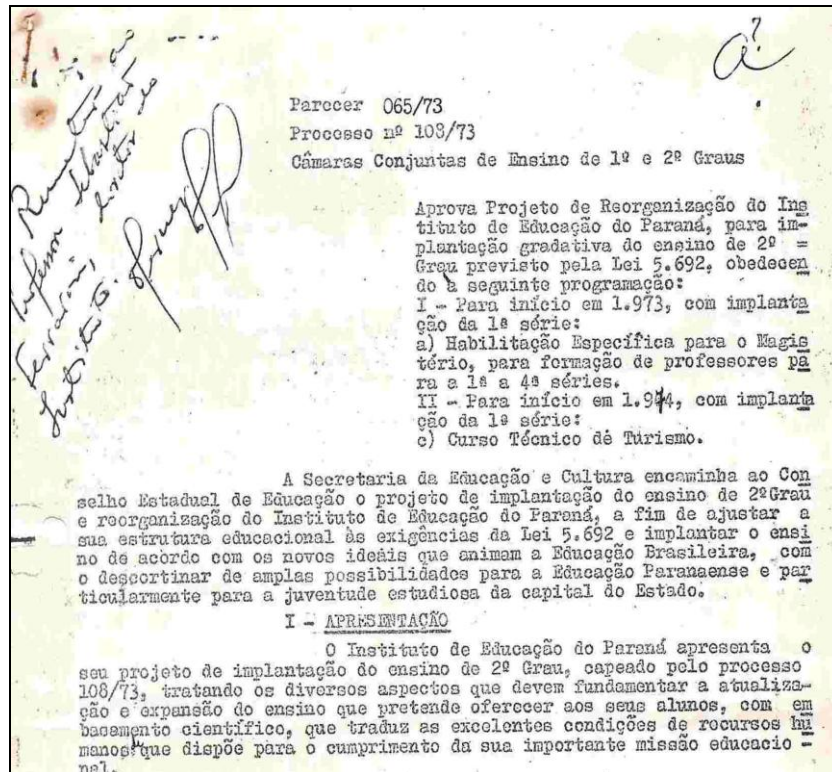 Remeter ao
Professor Sebastião
Ferrarini, diretor do
Instituto.
a?
Parecer 065/73
Processo nº 108/73
Câmaras Conjuntas de Ensino de 1º e 2º Graus
Aprova Projeto de Reorganização do Ins
tituto de Educação do Paraná, para im-
plantação gradativa do ensino de 2º =
Grau previsto pela Lei 5.692, obedecen
do à seguinte programação:
I - Para início em 1.973, com implanta
ção da 1ª série:
a) Habilitação Específica para o Magis
tério, para formação de professores pa
ra a 1ª a 4ª séries.
II - Para início em 1.974, com implanta
ção da 1ª série:
c) Curso Técnico de Turismo.
A Secretaria da Educação e Cultura encaminha ao Con
selho Estadual de Educação o projeto de implantação do ensino de 2ºGrau
e reorganização do Instituto de Educação do Paraná, a fim de ajustar a
sua estrutura educacional às exigências da Lei 5.692 e implantar o ensi
no de acordo com os novos ideais que animam a Educação Brasileira, com
o descortinar de amplas possibilidades para a Educação Paranaense e par
ticularmente para a juventude estudiosa da capital do Estado.
I - APRESENTAÇÃO
O Instituto de Educação do Paraná apresenta o
seu projeto de implantação do ensino de 2º Grau, capeado pelo processo
108/73, tratando os diversos aspectos que devem fundamentar a atualiza-
ção e expansão do ensino que pretende oferecer aos seus alunos, com em
basamento científico, que traduz as excelentes condições de recursos hu
manos que dispõe para o cumprimento da sua importante missão educacio =
nal.